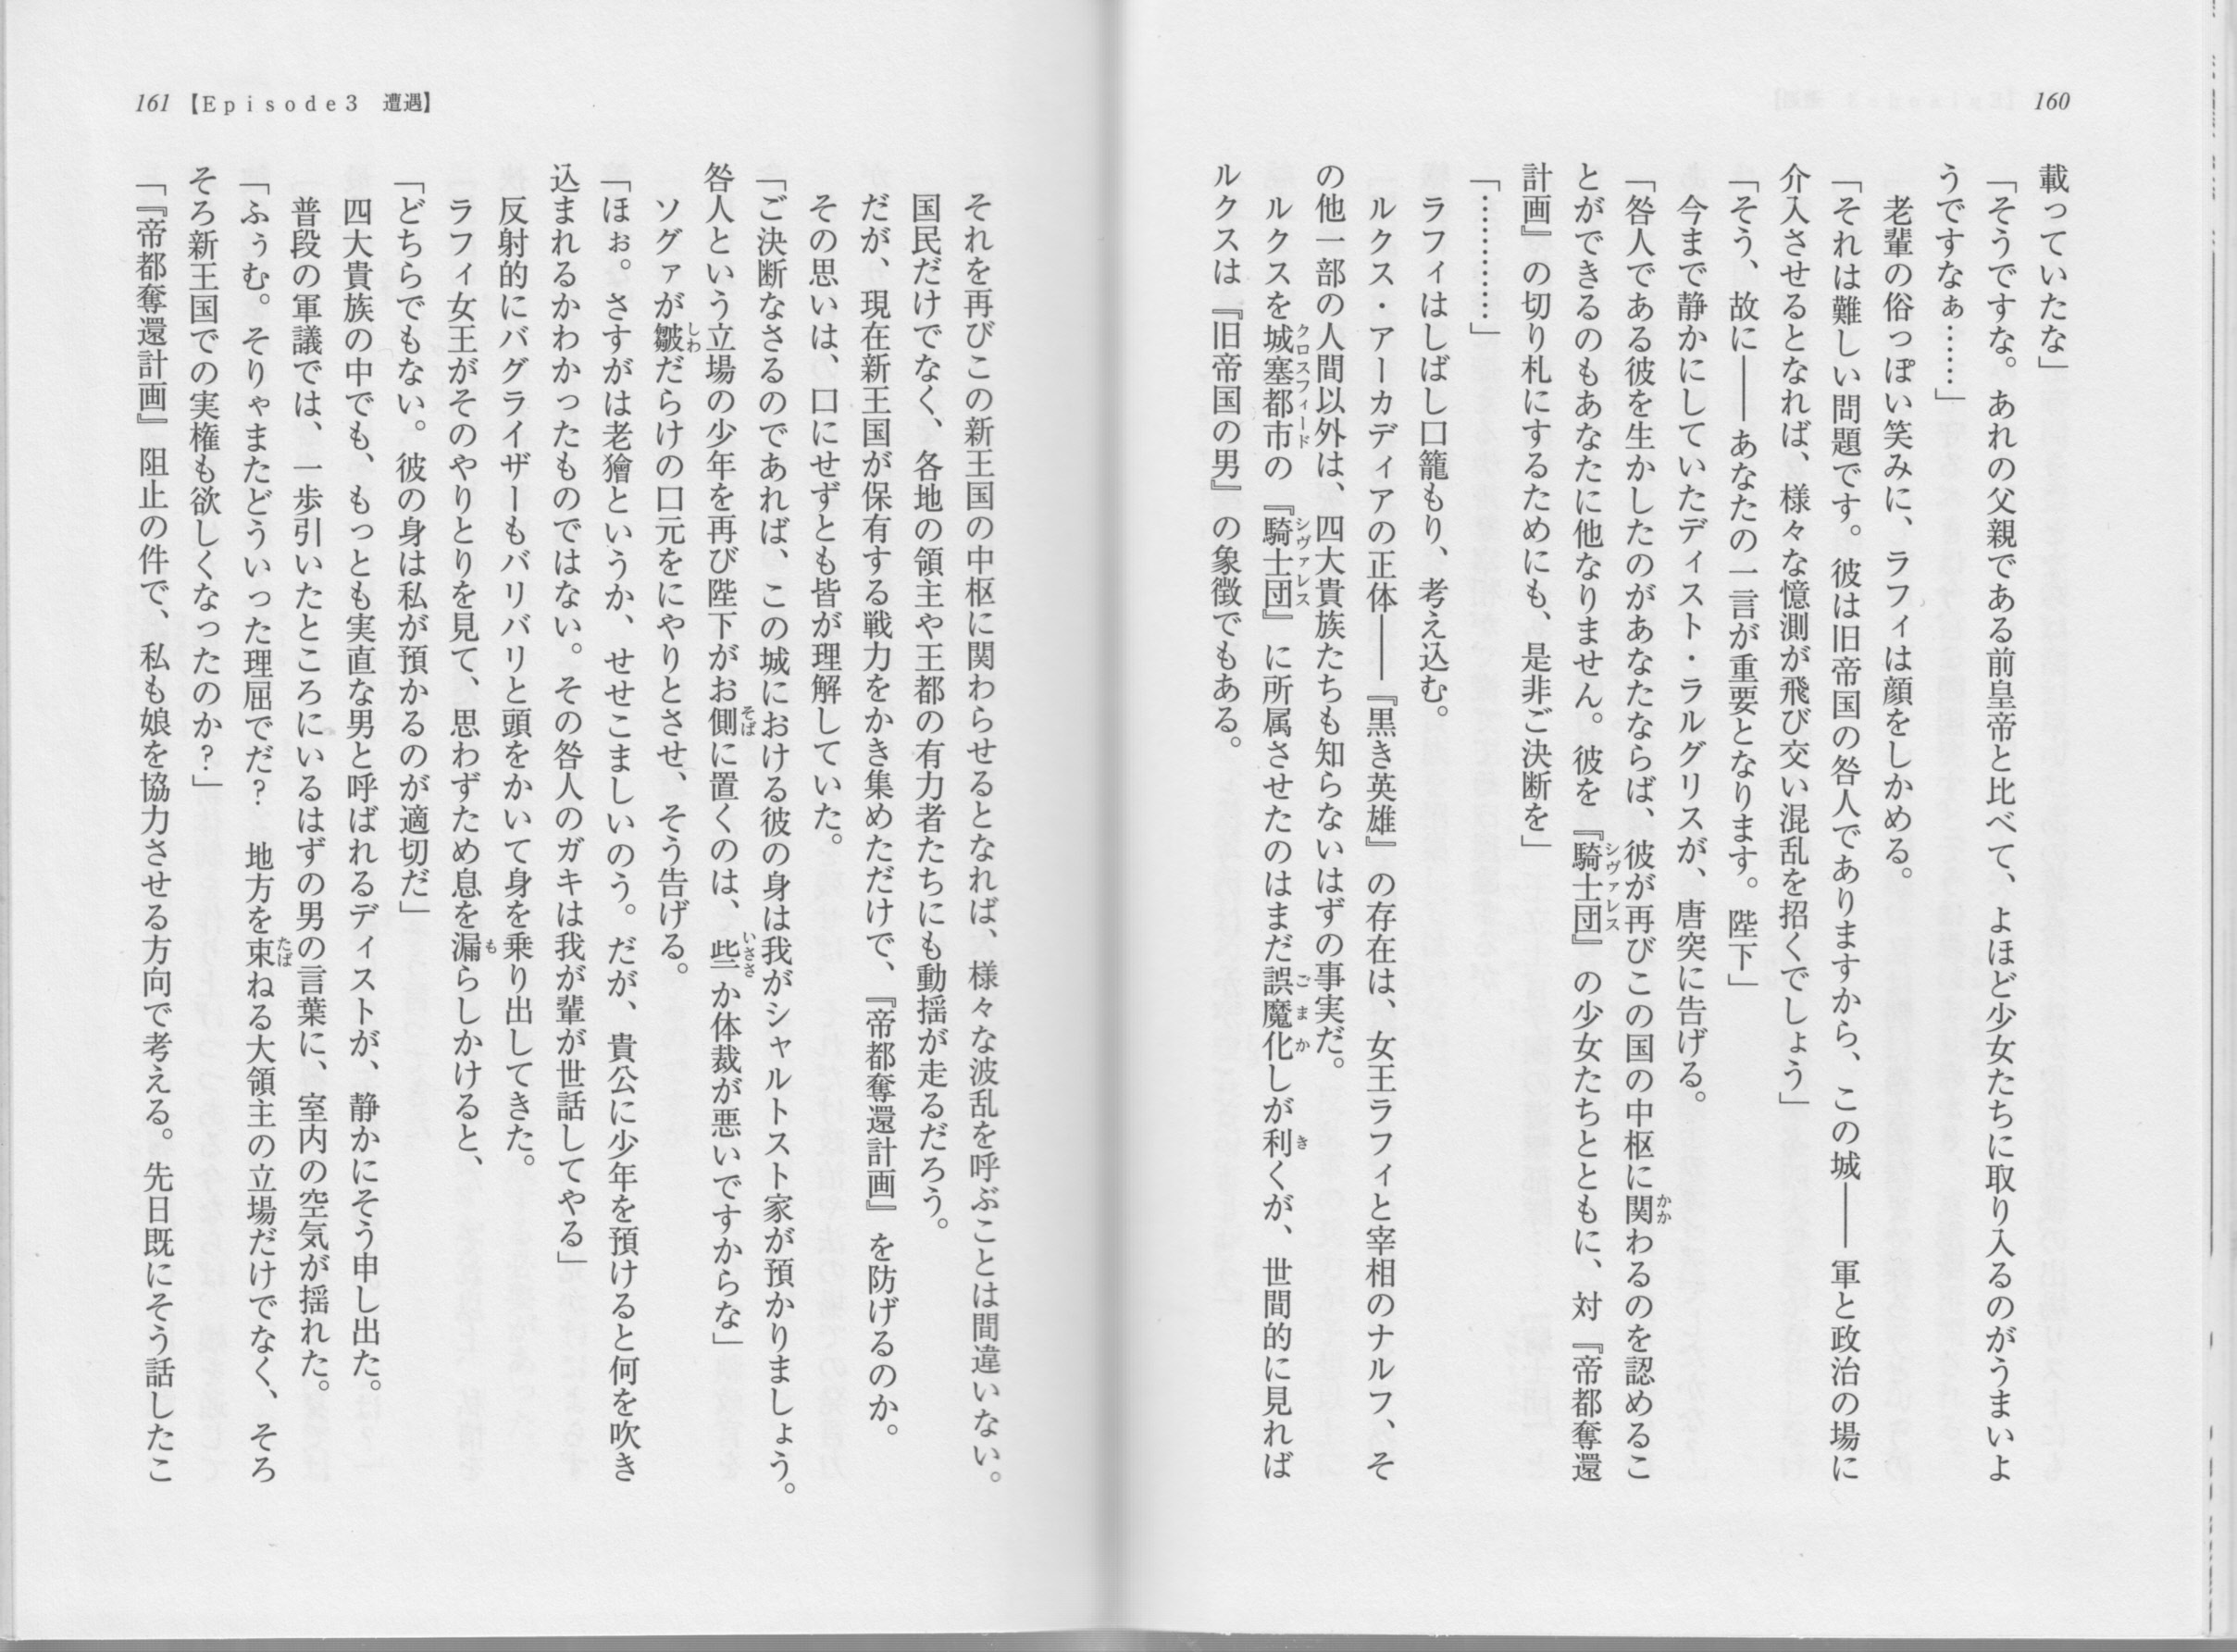 160
載っていたな」
「そうですな。あれの父親である前皇帝と比べて、よほど少女たちに取り入るのがうまいよ
うですなぁ……」
老輩の俗っぽい笑みに、ラフィは顔をしかめる。
「それは難しい問題です。彼は旧帝国の咎人でありますから、この城――軍と政治の場に
介入させるとなれば、様々な憶測が飛び交い混乱を招くでしょう」
「そう、故に――あなたの一言が重要となります。陛下」
今まで静かにしていたディスト・ラルグリスが、唐突に告げる。
「咎人である彼を生かしたのがあなたならば、彼が再びこの国の中枢に関わるのを認めるこ
とができるのもあなたに他なりません。彼を『騎士団』の少女たちとともに、対『帝都奪還
計画』の切り札にするためにも、是非ご決断を」
「…………」
ラフィはしばし口籠もり、考え込む。
ルクス・アーカディアの正体――『黒き英雄』の存在は、女王ラフィと宰相のナルフ、そ
の他一部の人間以外は、四大貴族たちも知らないはずの事実だ。
ルクスを城塞都市の『騎士団』に所属させたのはまだ誤魔化しが利くが、世間的に見れば
ルクスは『旧帝国の男』の象徴でもある。
161【Episode3 遭遇】
それを再びこの新王国の中枢に関わらせるとなれば、様々な波乱を呼ぶことは間違いない。
国民だけでなく、各地の領主や王都の有力者たちにも動揺が走るだろう。
だが、現在新王国が保有する戦力をかき集めただけで、『帝都奪還計画』を防げるのか。
その思いは、口にせずとも皆が理解していた。
「ご決断なさるのであれば、この城における彼の身は我がシャルトスト家が預かりましょう。
咎人という立場の少年を再び陛下がお側に置くのは、些か体裁が悪いですからな」
ソグァが皺だらけの口元をにやりとさせ、そう告げる。
「ほぉ。さすがは老獪というか、せせこましいのう。だが、貴公に少年を預けると何を吹き
込まれるかわかったものではない。その咎人のガキは我が輩が世話してやる」
反射的にバグライザーもバリバリと頭をかいて身を乗り出してきた。
ラフィ女王がそのやりとりを見て、思わずため息を漏らしかけると、
「どちらでもない。彼の身は私が預かるのが適切だ」
四大貴族の中でも、もっとも実直な男と呼ばれるディストが、静かにそう申し出た。
普段の軍議では、一歩引いたところにいるはずの男の言葉に、室内の空気が揺れた。
「ふぅむ。そりゃまたどういった理屈でだ？　地方を束ねる大領主の立場だけでなく、そろ
そろ新王国での実権も欲しくなったのか？」
「『帝都奪還計画』阻止の件で、私も娘を協力させる方向で考える。先日既にそう話したこ